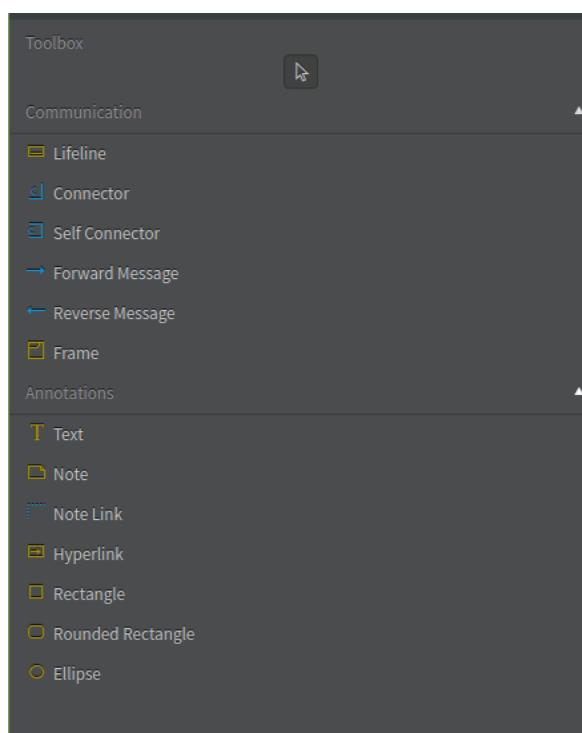 Toolbox
Communication
Lifeline
Connector
Self Connector
Forward Message
Reverse Message
Frame
Annotations
Text
Note
Note Link
Hyperlink
Rectangle
Rounded Rectangle
Ellipse